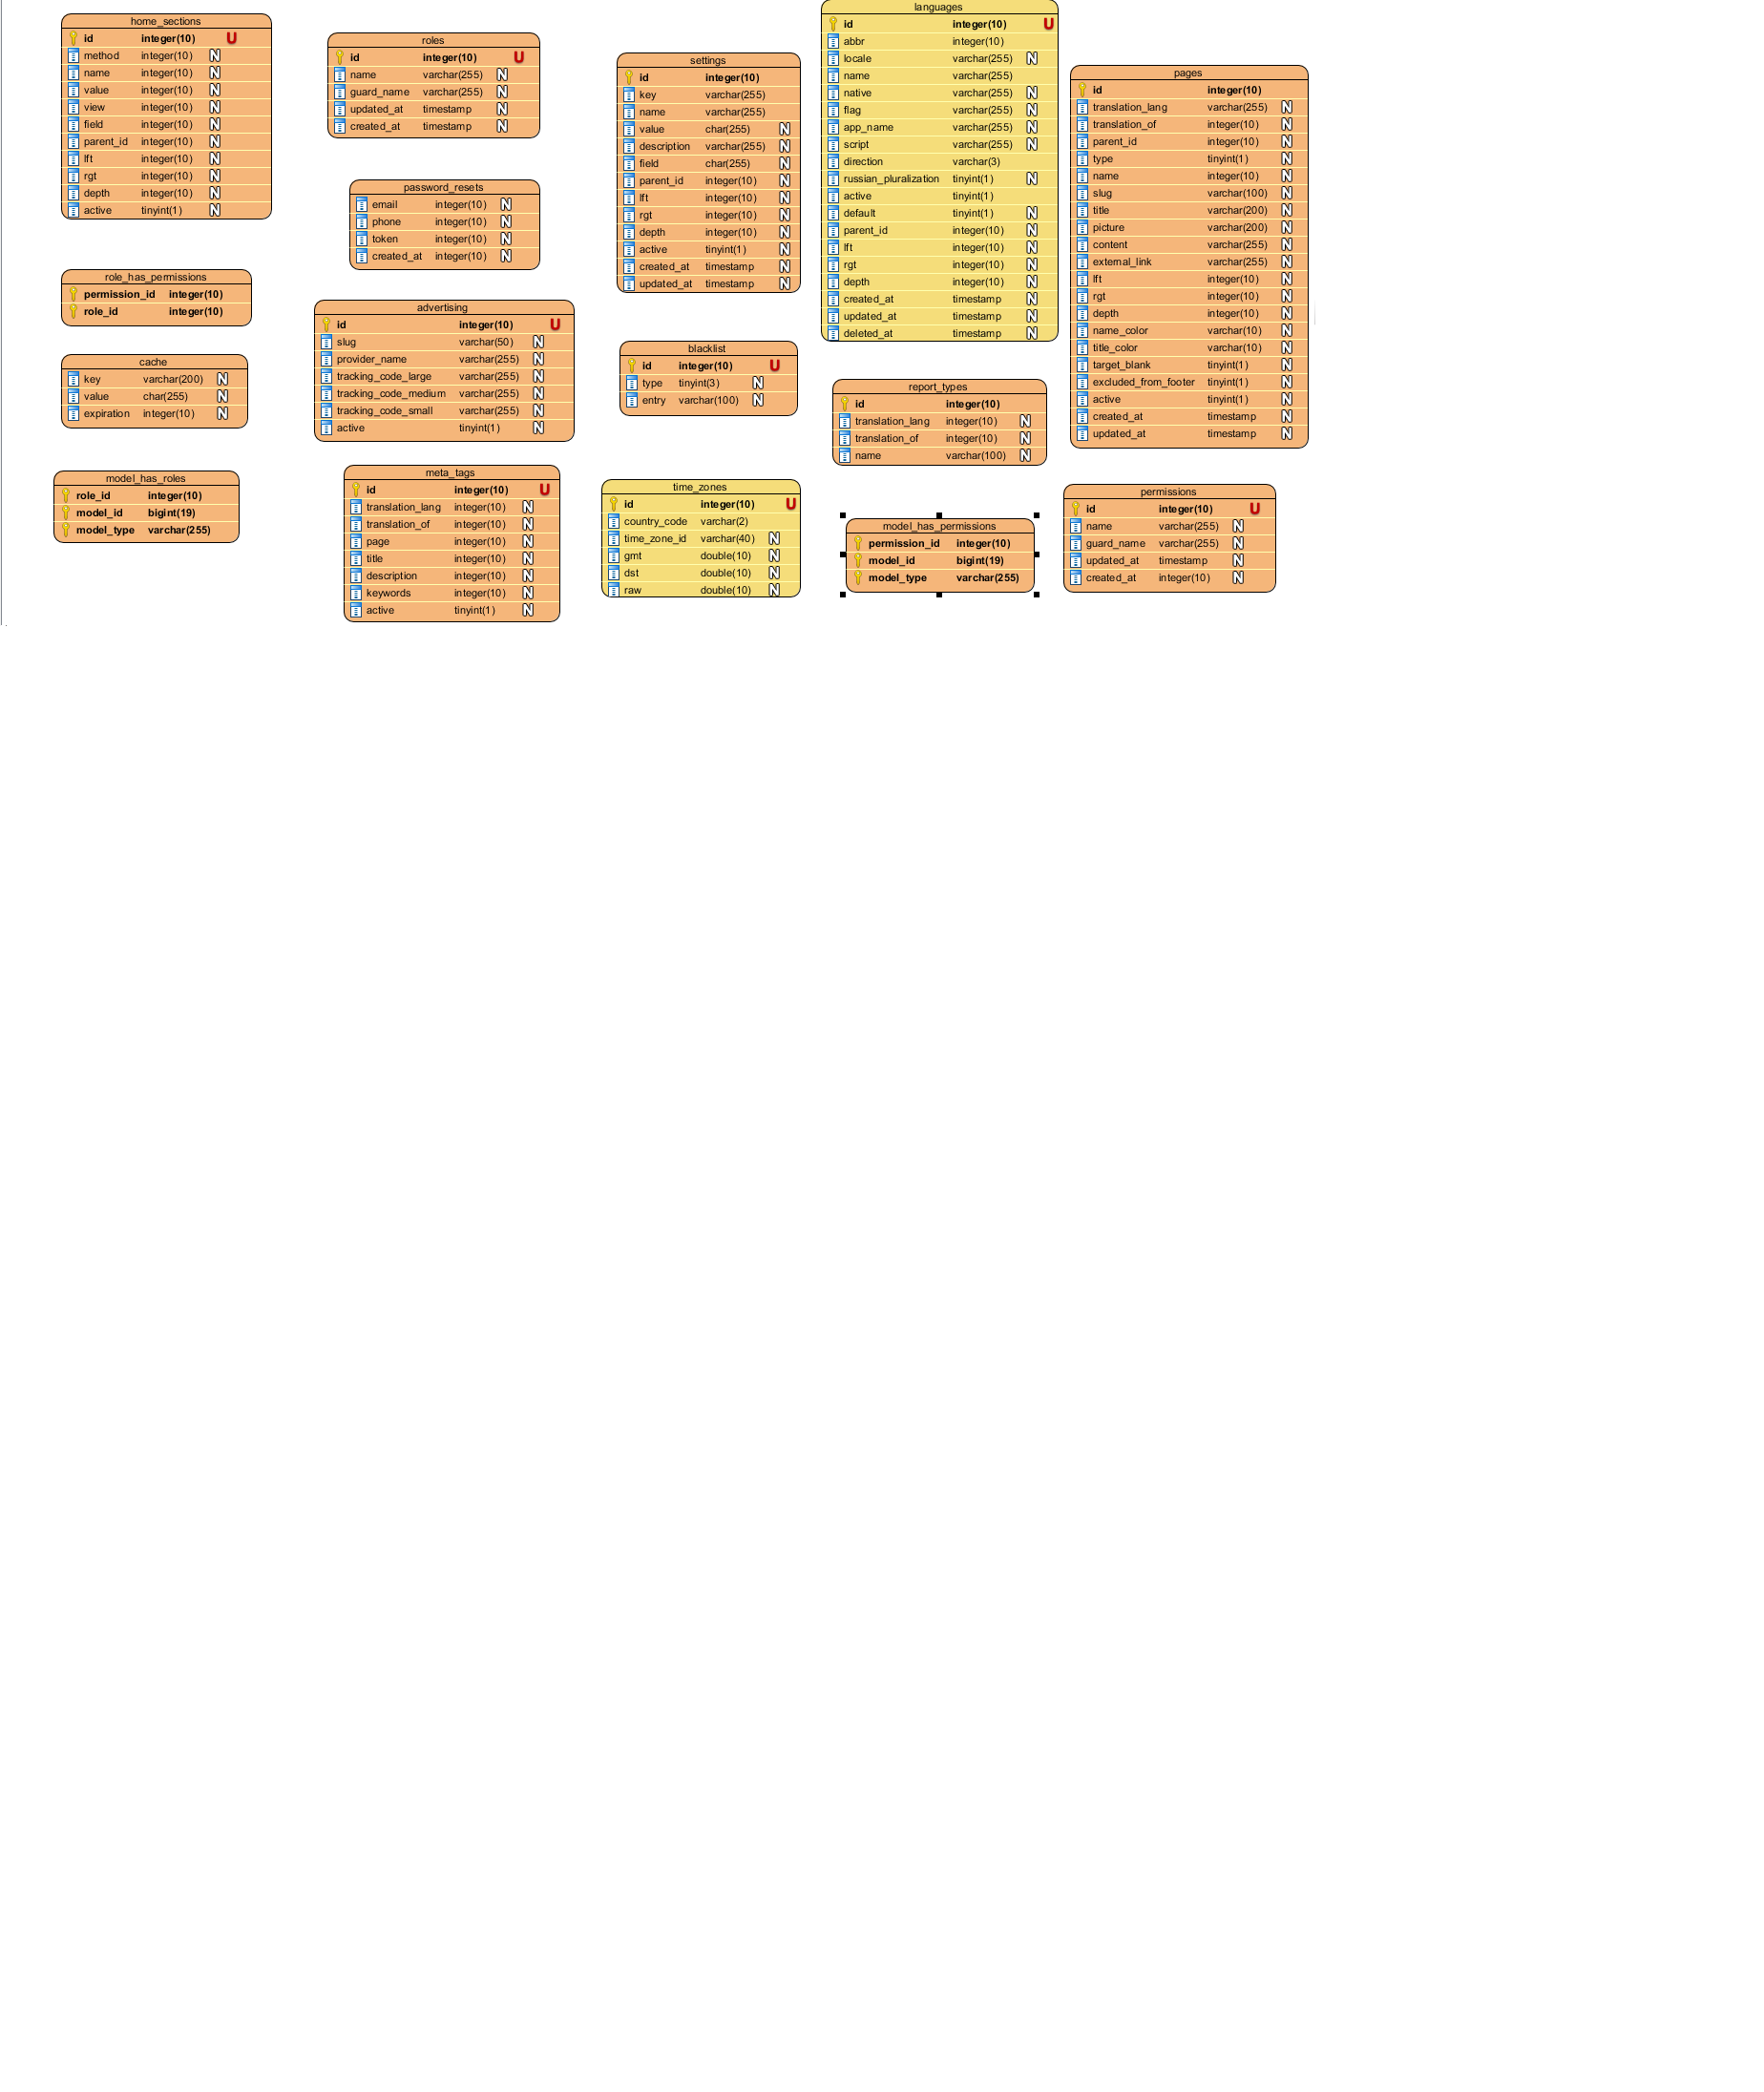 home_sections
id integer(10) U
method integer(10) N
name integer(10) N
value integer(10) N
view integer(10) N
field integer(10) N
parent_id integer(10) N
lft integer(10) N
rgt integer(10) N
depth integer(10) N
active tinyint(1) N
role_has_permissions
permission_id integer(10)
role_id integer(10)
cache
key varchar(200) N
value char(255) N
expiration integer(10) N
model_has_roles
role_id integer(10)
model_id bigint(19)
model_type varchar(255)
roles
id integer(10) U
name varchar(255) N
guard_name varchar(255) N
updated_at timestamp N
created_at timestamp N
password_resets
email integer(10) N
phone integer(10) N
token integer(10) N
created_at integer(10) N
advertising
id integer(10) U
slug varchar(50) N
provider_name varchar(255) N
tracking_code_large varchar(255) N
tracking_code_medium varchar(255) N
tracking_code_small varchar(255) N
active tinyint(1) N
meta_tags
id integer(10) U
translation_lang integer(10) N
translation_of integer(10) N
page integer(10) N
title integer(10) N
description integer(10) N
keywords integer(10) N
active tinyint(1) N
settings
id integer(10)
key varchar(255)
name varchar(255)
value char(255) N
description varchar(255) N
field char(255) N
parent_id integer(10) N
lft integer(10) N
rgt integer(10) N
depth integer(10) N
active tinyint(1) N
created_at timestamp N
updated_at timestamp N
blacklist
id integer(10) U
type tinyint(3) N
entry varchar(100) N
time_zones
id integer(10) U
country_code varchar(2)
time_zone_id varchar(40) N
gmt double(10) N
dst double(10) N
raw double(10) N
languages
id integer(10) U
abbr integer(10)
locale varchar(255) N
name varchar(255)
native varchar(255) N
flag varchar(255) N
app_name varchar(255) N
script varchar(255) N
direction varchar(3)
russian_pluralization tinyint(1) N
active tinyint(1)
default tinyint(1) N
parent_id integer(10) N
lft integer(10) N
rgt integer(10) N
depth integer(10) N
created_at timestamp N
updated_at timestamp N
deleted_at timestamp N
report_types
id integer(10)
translation_lang integer(10) N
translation_of integer(10) N
name varchar(100) N
model_has_permissions
permission_id integer(10)
model_id bigint(19)
model_type varchar(255)
pages
id integer(10)
translation_lang varchar(255) N
translation_of integer(10) N
parent_id integer(10) N
type tinyint(1) N
name integer(10) N
slug varchar(100) N
title varchar(200) N
picture varchar(200) N
content varchar(255) N
external_link varchar(255) N
lft integer(10) N
rgt integer(10) N
depth integer(10) N
name_color varchar(10) N
title_color varchar(10) N
target_blank tinyint(1) N
excluded_from_footer tinyint(1) N
active tinyint(1) N
created_at timestamp N
updated_at timestamp N
permissions
id integer(10) U
name varchar(255) N
guard_name varchar(255) N
updated_at timestamp N
created_at integer(10) N